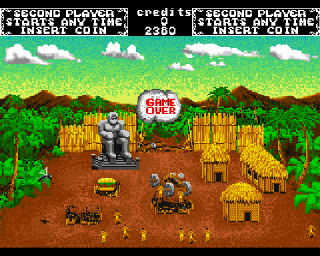 SECOND PLAYER
STARTS ANY TIME
INSERT COIN
credits
0
2380
SECOND PLAYER
STARTS ANY TIME
INSERT COIN
GAME
OVER